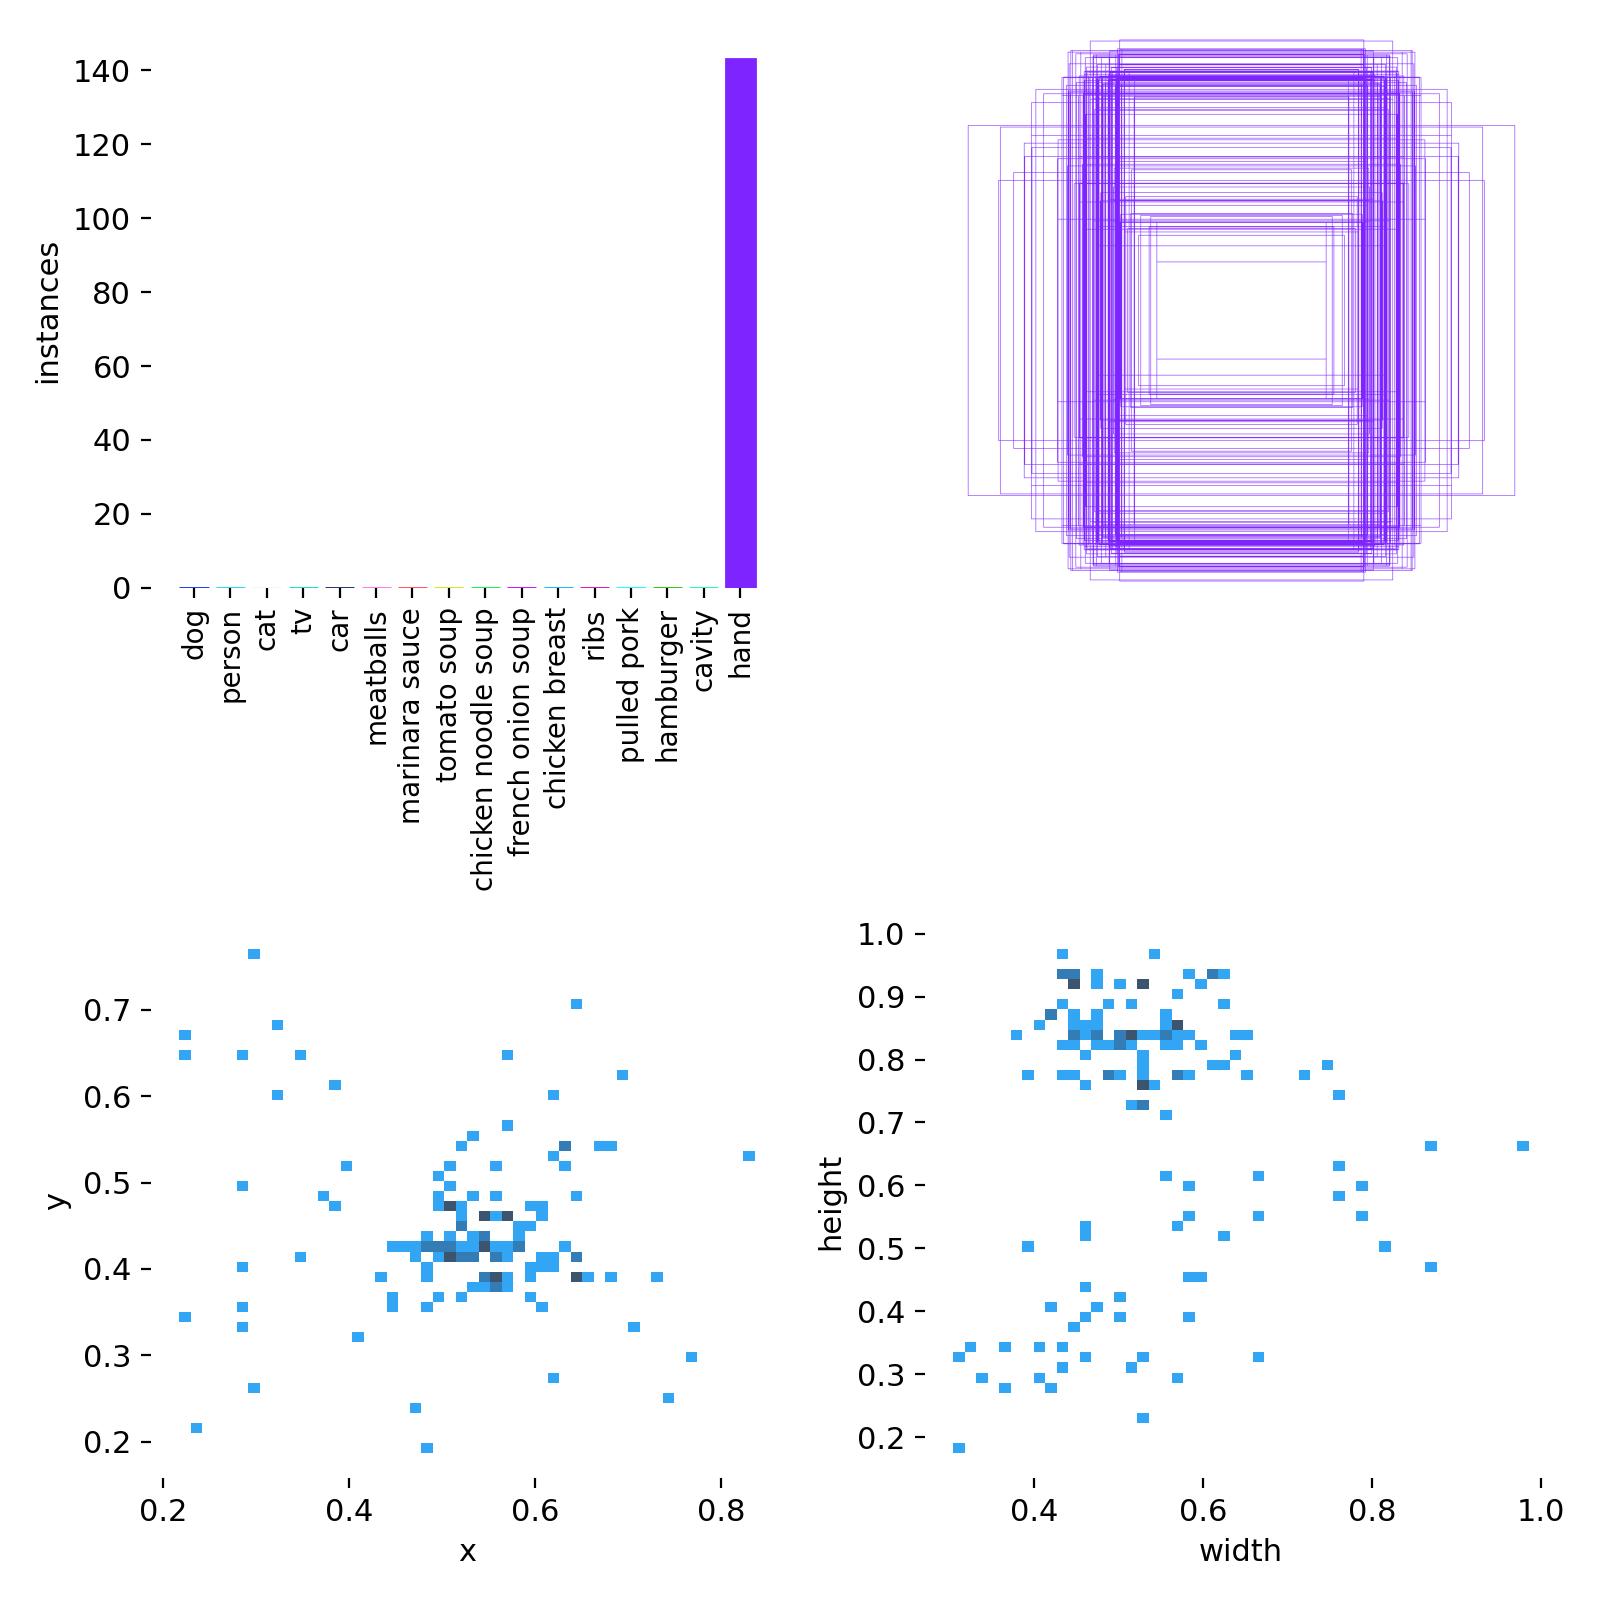 instances
140
120
100
80
60
40
20
0
dog
person
cat
tv
car
meatballs
marinara sauce
tomato soup
chicken noodle soup
french onion soup
chicken breast
ribs
pulled pork
hamburger
cavity
hand
y
0.7
0.6
0.5
0.4
0.3
0.2
0.2 0.4 0.6 0.8
x
height
1.0
0.9
0.8
0.7
0.6
0.5
0.4
0.3
0.2
0.4 0.6 0.8 1.0
width